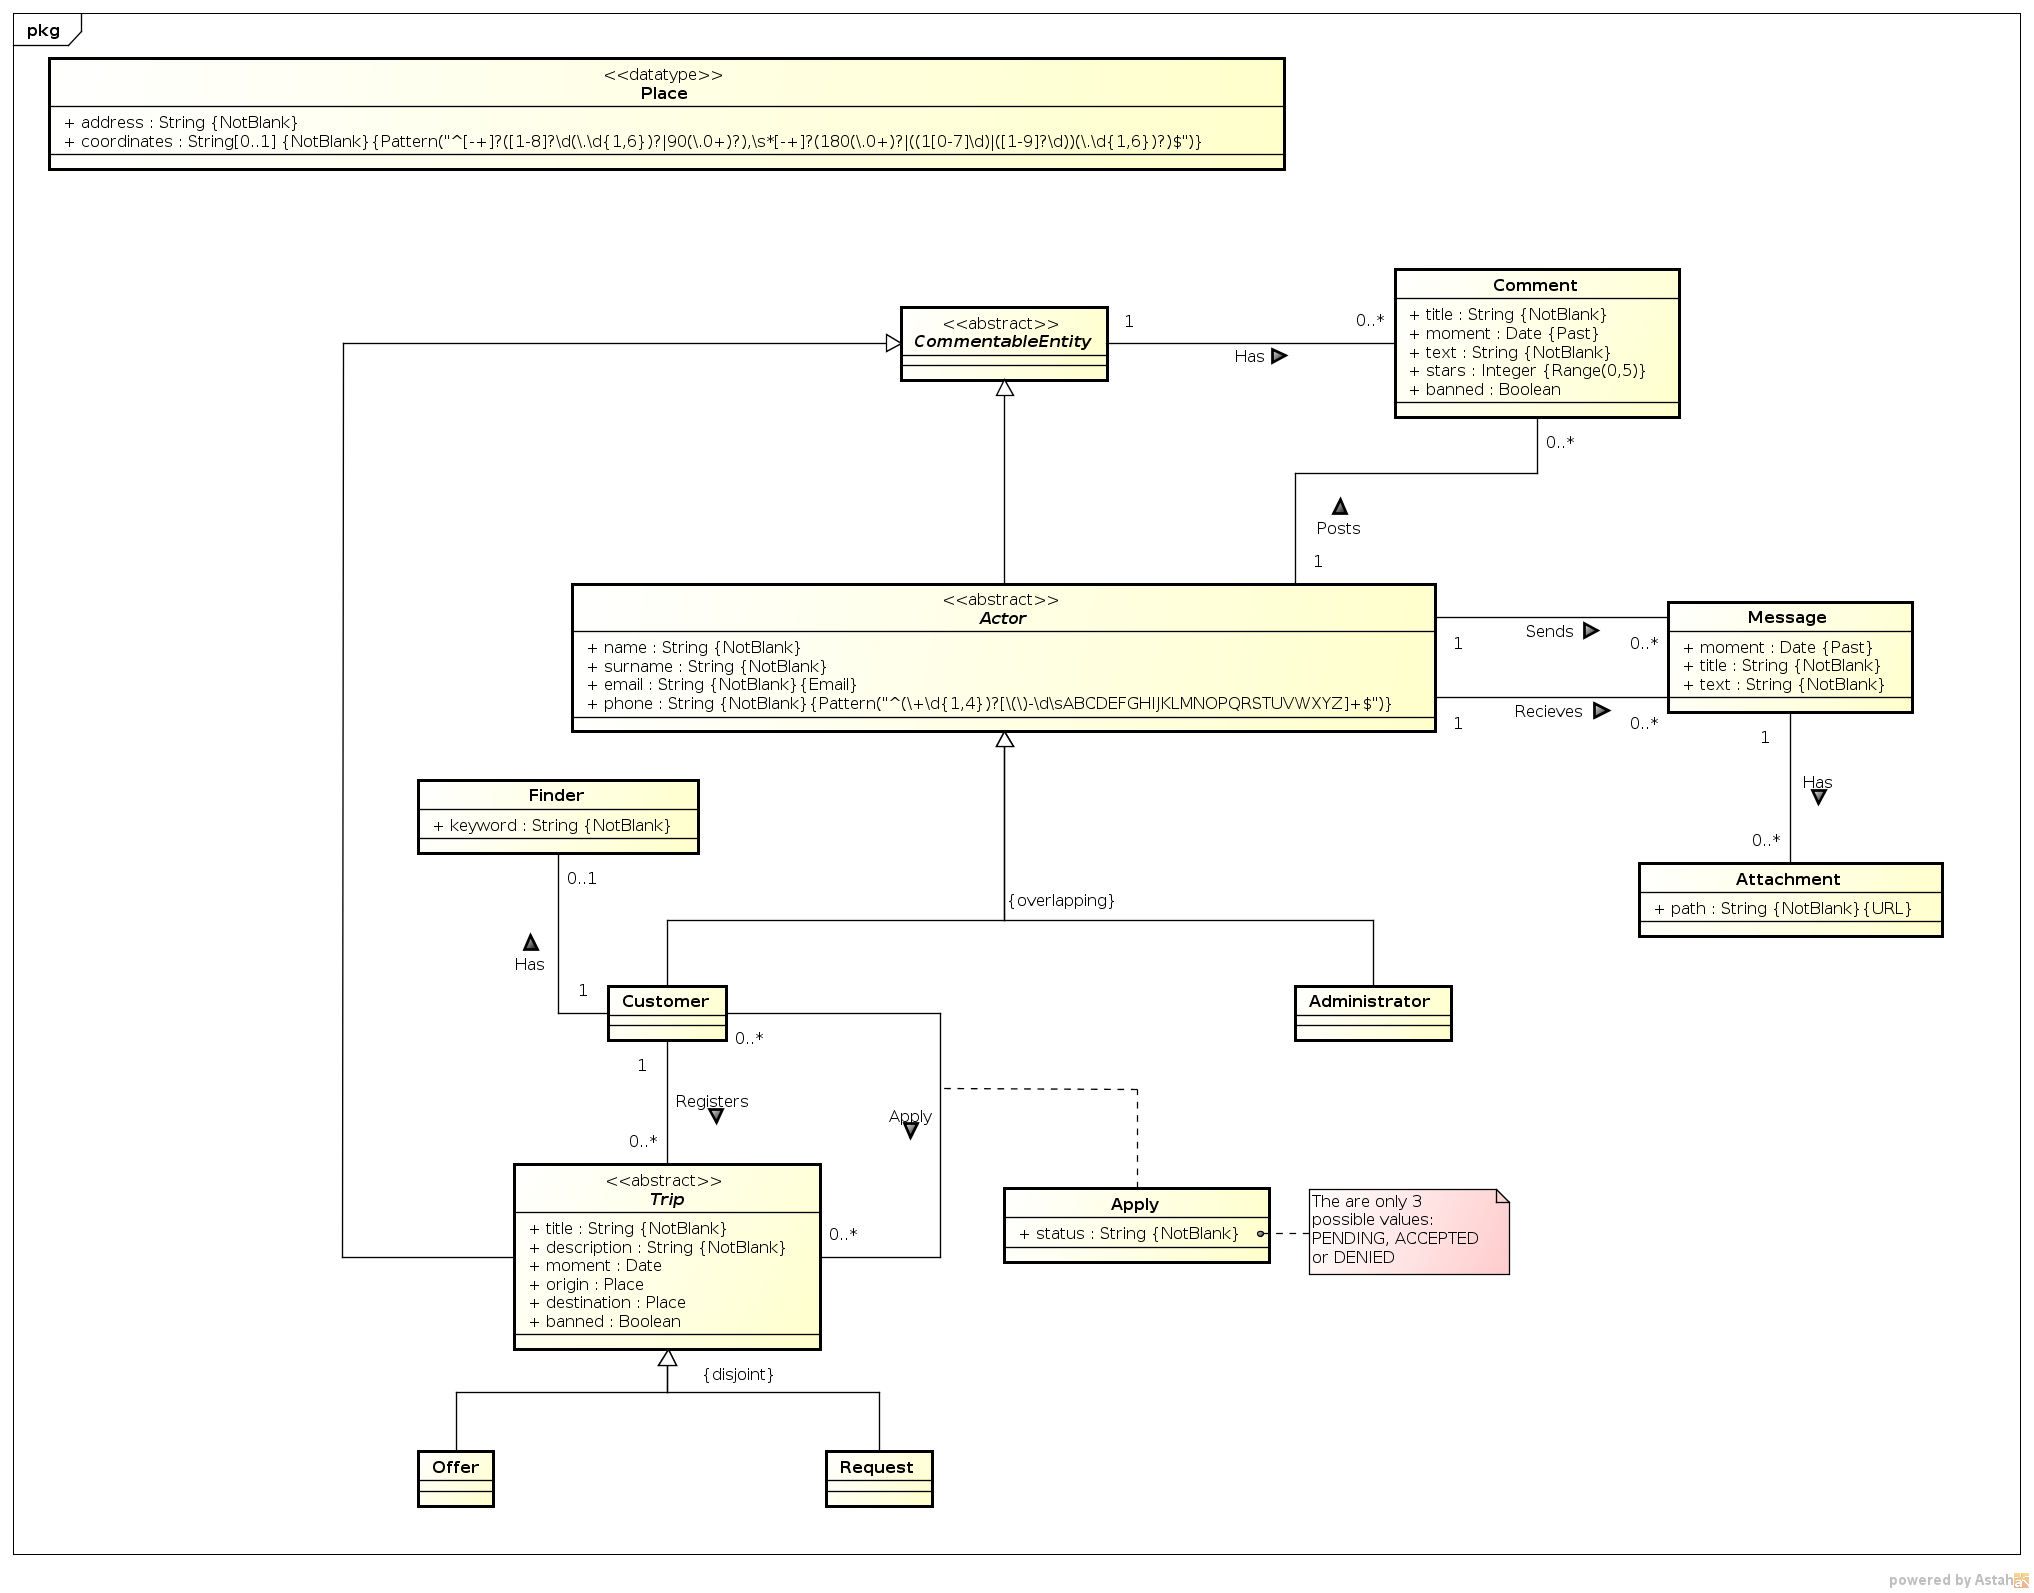 pkg
<<datatype>>
Place
+ address : String {NotBlank}
+ coordinates : String[0..1] {NotBlank}{Pattern("^[-+]?([1-8]?\d(\.\d{1,6})?|90(\.0+)?),\s*[-+]?(180(\.0+)?|((1[0-7]\d)|([1-9]?\d))(\.\d{1,6})?)$")}
<<abstract>>
CommentableEntity
1
0..*
Has
Comment
+ title : String {NotBlank}
+ moment : Date {Past}
+ text : String {NotBlank}
+ stars : Integer {Range(0,5)}
+ banned : Boolean
0..*
Posts
1
<<abstract>>
Actor
+ name : String {NotBlank}
+ surname : String {NotBlank}
+ email : String {NotBlank}{Email}
+ phone : String {NotBlank}{Pattern("^(\+\d{1,4})?[\(\)-\d\sABCDEFGHIJKLMNOPQRSTUVWXYZ]+$")}
Sends
1
0..*
Recieves
1
0..*
Message
+ moment : Date {Past}
+ title : String {NotBlank}
+ text : String {NotBlank}
1
Has
0..*
Attachment
+ path : String {NotBlank}{URL}
Finder
+ keyword : String {NotBlank}
0..1
Has
1
{overlapping}
Customer
Administrator
0..*
1
Registers
0..*
Apply
0..*
<<abstract>>
Trip
+ title : String {NotBlank}
+ description : String {NotBlank}
+ moment : Date
+ origin : Place
+ destination : Place
+ banned : Boolean
Apply
+ status : String {NotBlank}
The are only 3
possible values:
PENDING, ACCEPTED
or DENIED
{disjoint}
Offer
Request
powered by Astah